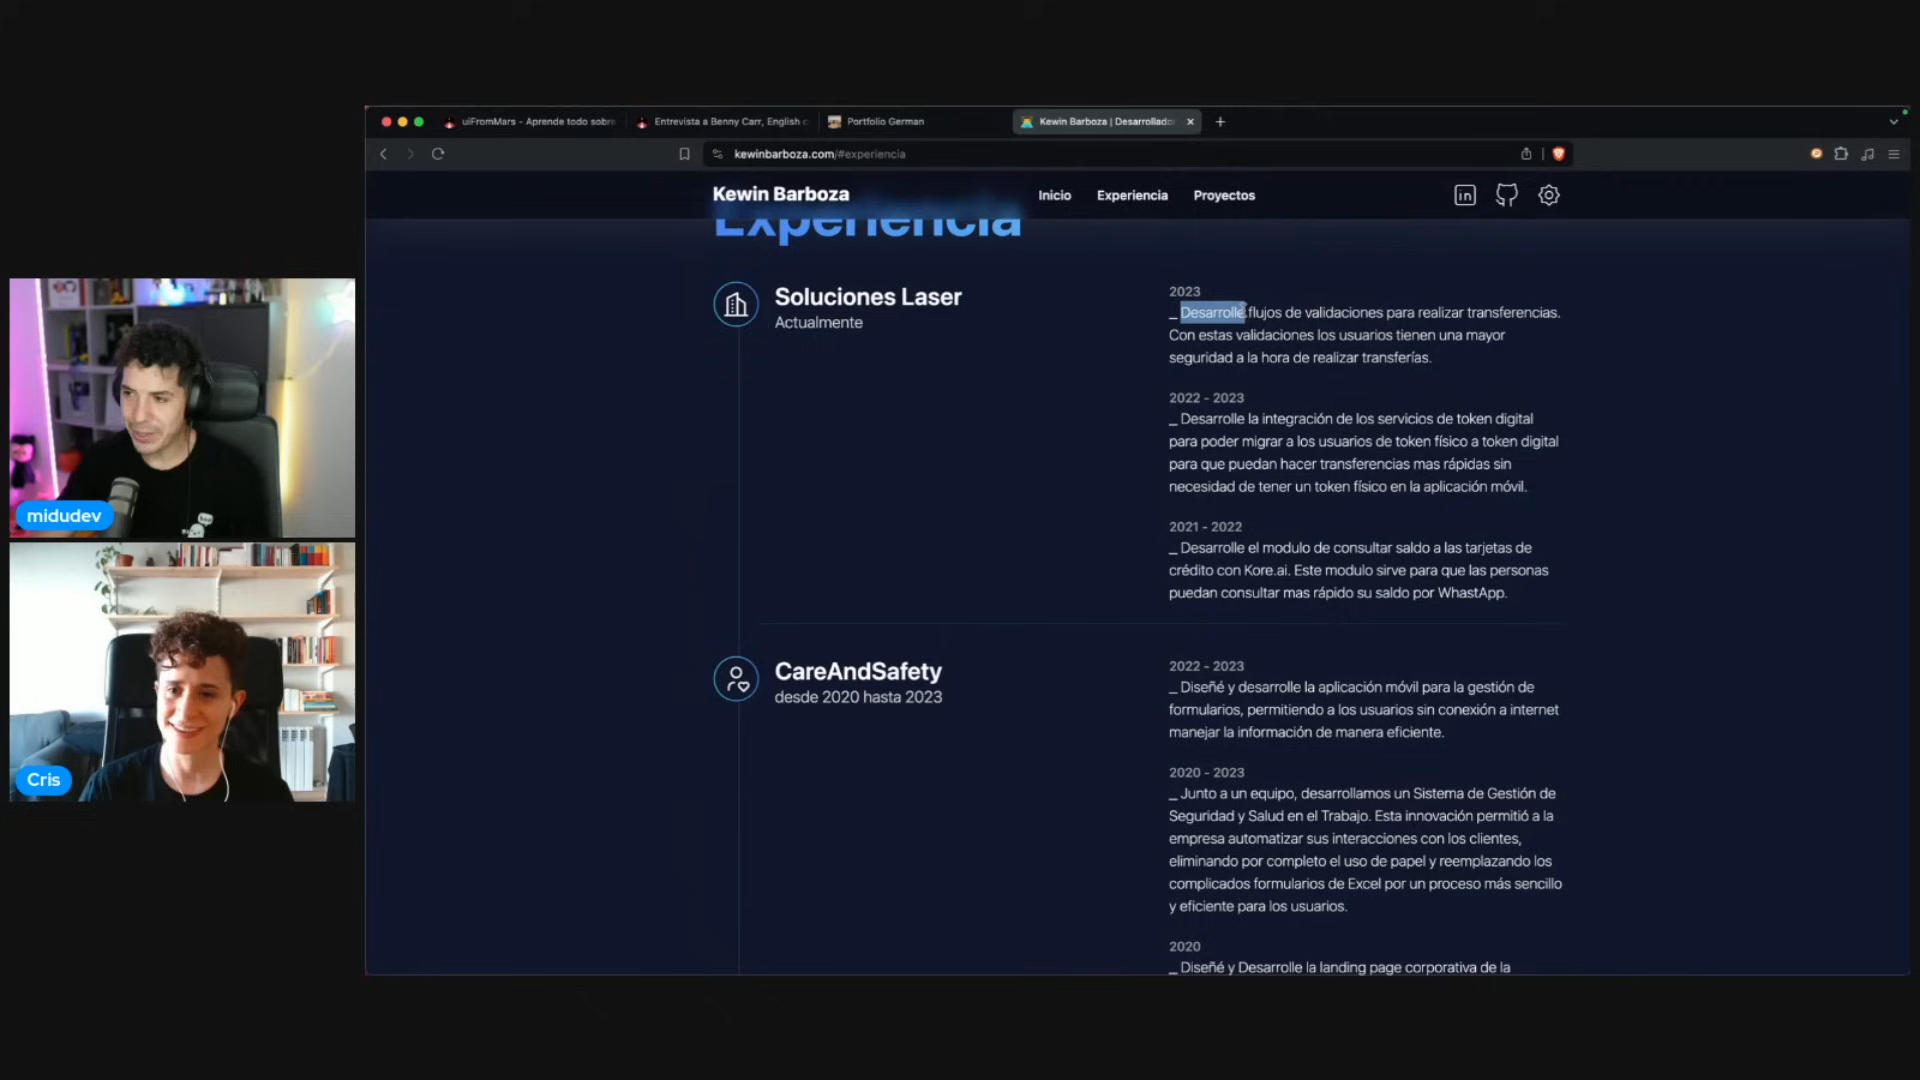 uiFromMars - Aprende todo sobre
Entrevista a Benny Carr, English c
Portfolio German
Kewin Barboza | Desarrollador
kewinbarboza.com/#experiencia
Kewin Barboza
Inicio
Experiencia
Proyectos
Experiencia
Soluciones Laser
Actualmente
2023
_ Desarrolle flujos de validaciones para realizar transferencias.
Con estas validaciones los usuarios tienen una mayor
seguridad a la hora de realizar transferías.
2022 - 2023
_ Desarrolle la integración de los servicios de token digital
para poder migrar a los usuarios de token físico a token digital
para que puedan hacer transferencias mas rápidas sin
necesidad de tener un token físico en la aplicación móvil.
2021 - 2022
_ Desarrolle el modulo de consultar saldo a las tarjetas de
crédito con Kore.ai. Este modulo sirve para que las personas
puedan consultar mas rápido su saldo por WhastApp.
CareAndSafety
desde 2020 hasta 2023
2022 - 2023
_ Diseñé y desarrolle la aplicación móvil para la gestión de
formularios, permitiendo a los usuarios sin conexión a internet
manejar la información de manera eficiente.
2020 - 2023
_ Junto a un equipo, desarrollamos un Sistema de Gestión de
Seguridad y Salud en el Trabajo. Esta innovación permitió a la
empresa automatizar sus interacciones con los clientes,
eliminando por completo el uso de papel y reemplazando los
complicados formularios de Excel por un proceso más sencillo
y eficiente para los usuarios.
2020
_ Diseñé y Desarrolle la landing page corporativa de la
midudev
Cris